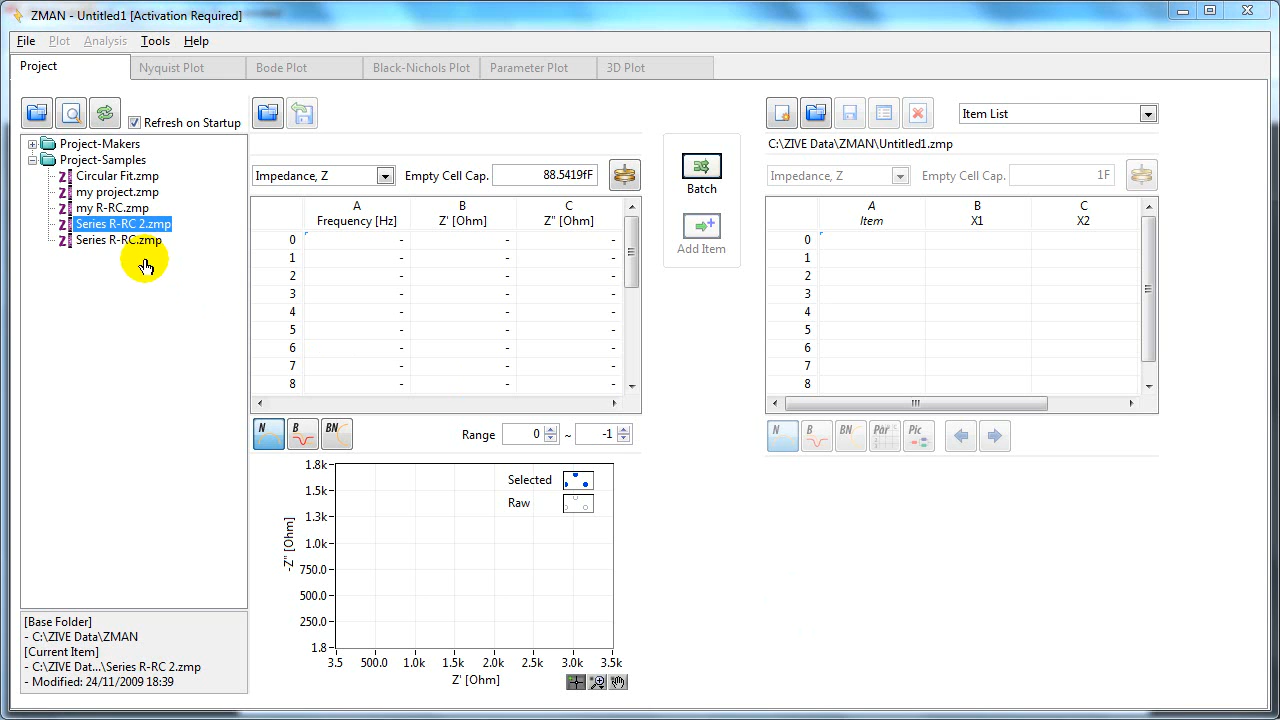 ZMAN - Untitled1 [Activation Required]
File Plot Analysis Tools Help
Project Nyquist Plot Bode Plot Black-Nichols Plot Parameter Plot 3D Plot
Refresh on Startup
Item List
Project-Makers
Project-Samples
Circular Fit.zmp
my project.zmp
my R-RC.zmp
Series R-RC 2.zmp
Series R-RC.zmp
[Base Folder]
- C:\ZIVE Data\ZMAN
[Current Item]
- C:\ZIVE Dat...\Series R-RC 2.zmp
- Modified: 24/11/2009 18:39
Impedance, Z Empty Cell Cap. 88.5419fF
A B C
Frequency [Hz] Z' [Ohm] Z" [Ohm]
0 - - -
1 - - -
2 - - -
3 - - -
4 - - -
5 - - -
6 - - -
7 - - -
8 - - -
N B BN Range 0 ~ -1
Selected
Raw
-Z" [Ohm]
1.8k
1.5k
1.3k
1.0k
750.0
500.0
250.0
1.8
3.5 500.0 1.0k 1.5k 2.0k 2.5k 3.0k 3.5k
Z' [Ohm]
Batch
Add Item
C:\ZIVE Data\ZMAN\Untitled1.zmp
Impedance, Z Empty Cell Cap. 1F
A B C
Item X1 X2
0
1
2
3
4
5
6
7
8
N B BN Par Pic